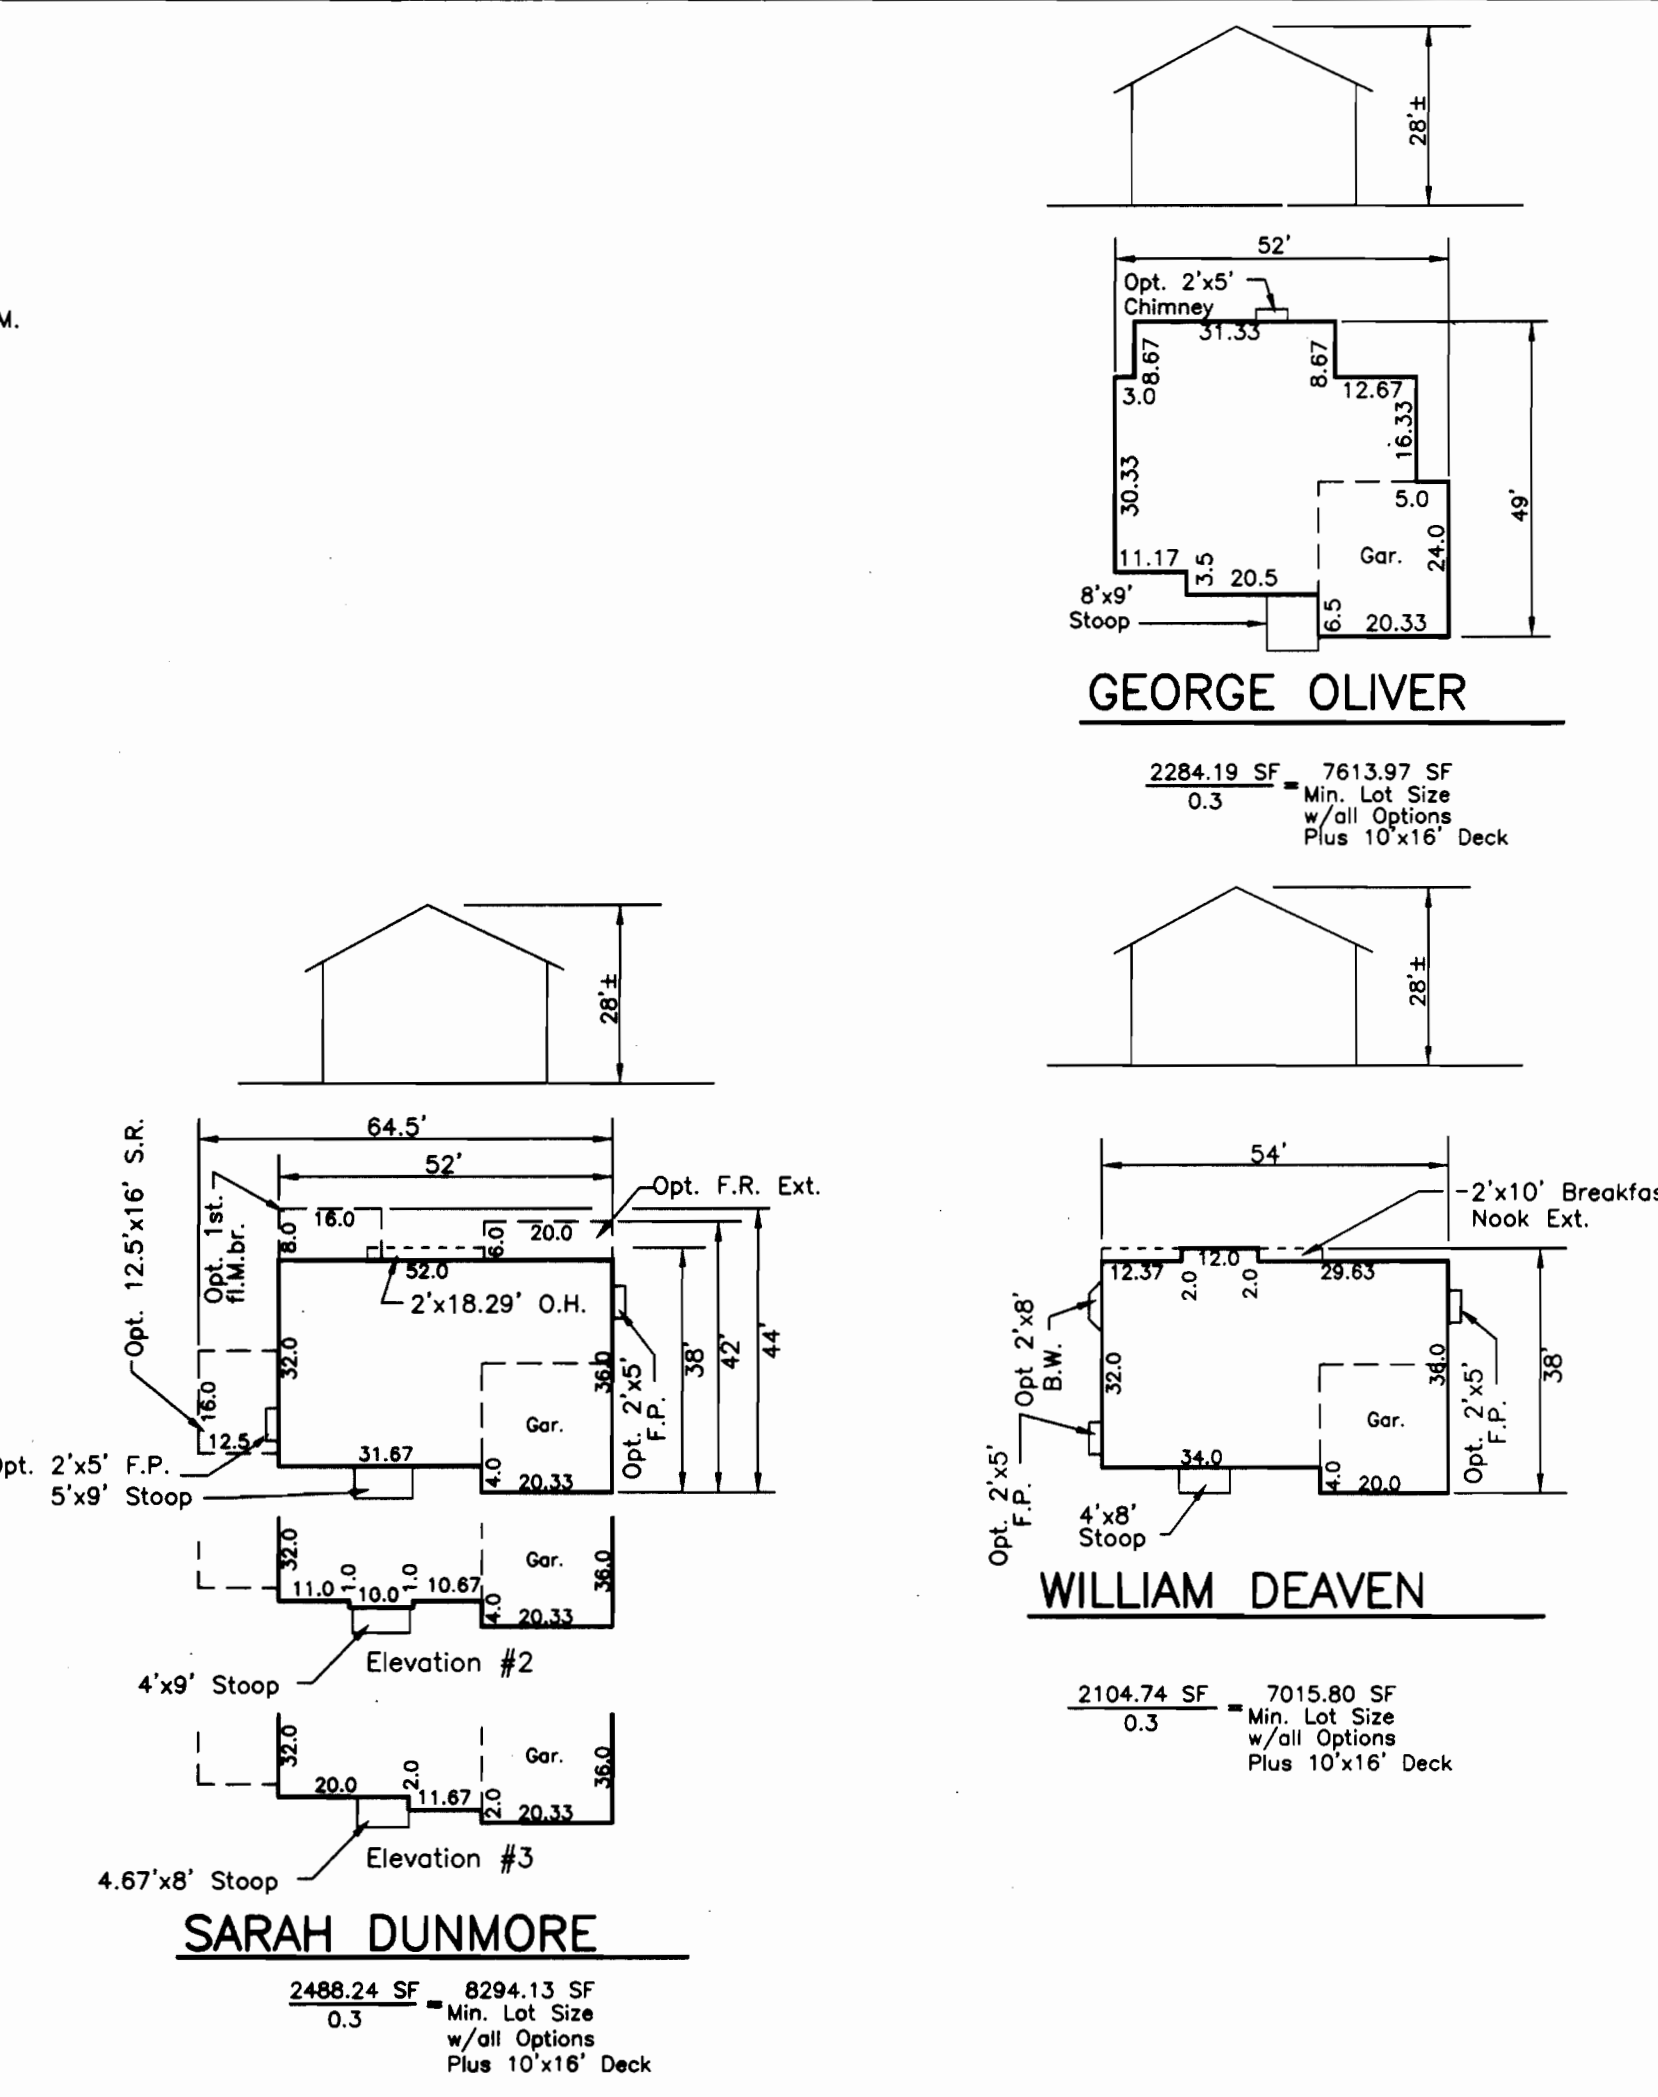 M.
28'±
52'
Opt. 2'x5'
Chimney
31.33
8.67
8.67
3.0
12.67
16.33
30.33
5.0
49'
11.17
3.5
20.5
Gar.
24.0
8'x9'
Stoop
6.5
20.33
GEORGE OLIVER
2284.19 SF
0.3
= 7613.97 SF
Min. Lot Size
w/all Options
Plus 10'x16' Deck
28'±
64.5'
52'
Opt. 12.5'x16' S.R.
Opt. 1st.
fl.M.br.
8.0
16.0
6.0
20.0
Opt. F.R. Ext.
52.0
2'x18.29' O.H.
32.0
36.0
38'
42'
44'
16.0
12.5
Opt. 2'x5'
F.P.
Gar.
31.67
4.0
20.33
pt. 2'x5' F.P.
5'x9' Stoop
32.0
11.0
1.0
10.0
1.0
10.67
4.0
Gar.
20.33
36.0
4'x9' Stoop
Elevation #2
32.0
20.0
2.0
11.67
2.0
Gar.
20.33
36.0
4.67'x8' Stoop
Elevation #3
SARAH DUNMORE
2488.24 SF
0.3
= 8294.13 SF
Min. Lot Size
w/all Options
Plus 10'x16' Deck
28'±
54'
2'x10' Breakfas
Nook Ext.
12.37
2.0
12.0
2.0
29.63
Opt 2'x8'
B.W.
32.0
36.0
38'
Opt. 2'x5'
F.P.
Opt. 2'x5'
F.P.
Gar.
34.0
4.0
20.0
4'x8'
Stoop
WILLIAM DEAVEN
2104.74 SF
0.3
= 7015.80 SF
Min. Lot Size
w/all Options
Plus 10'x16' Deck